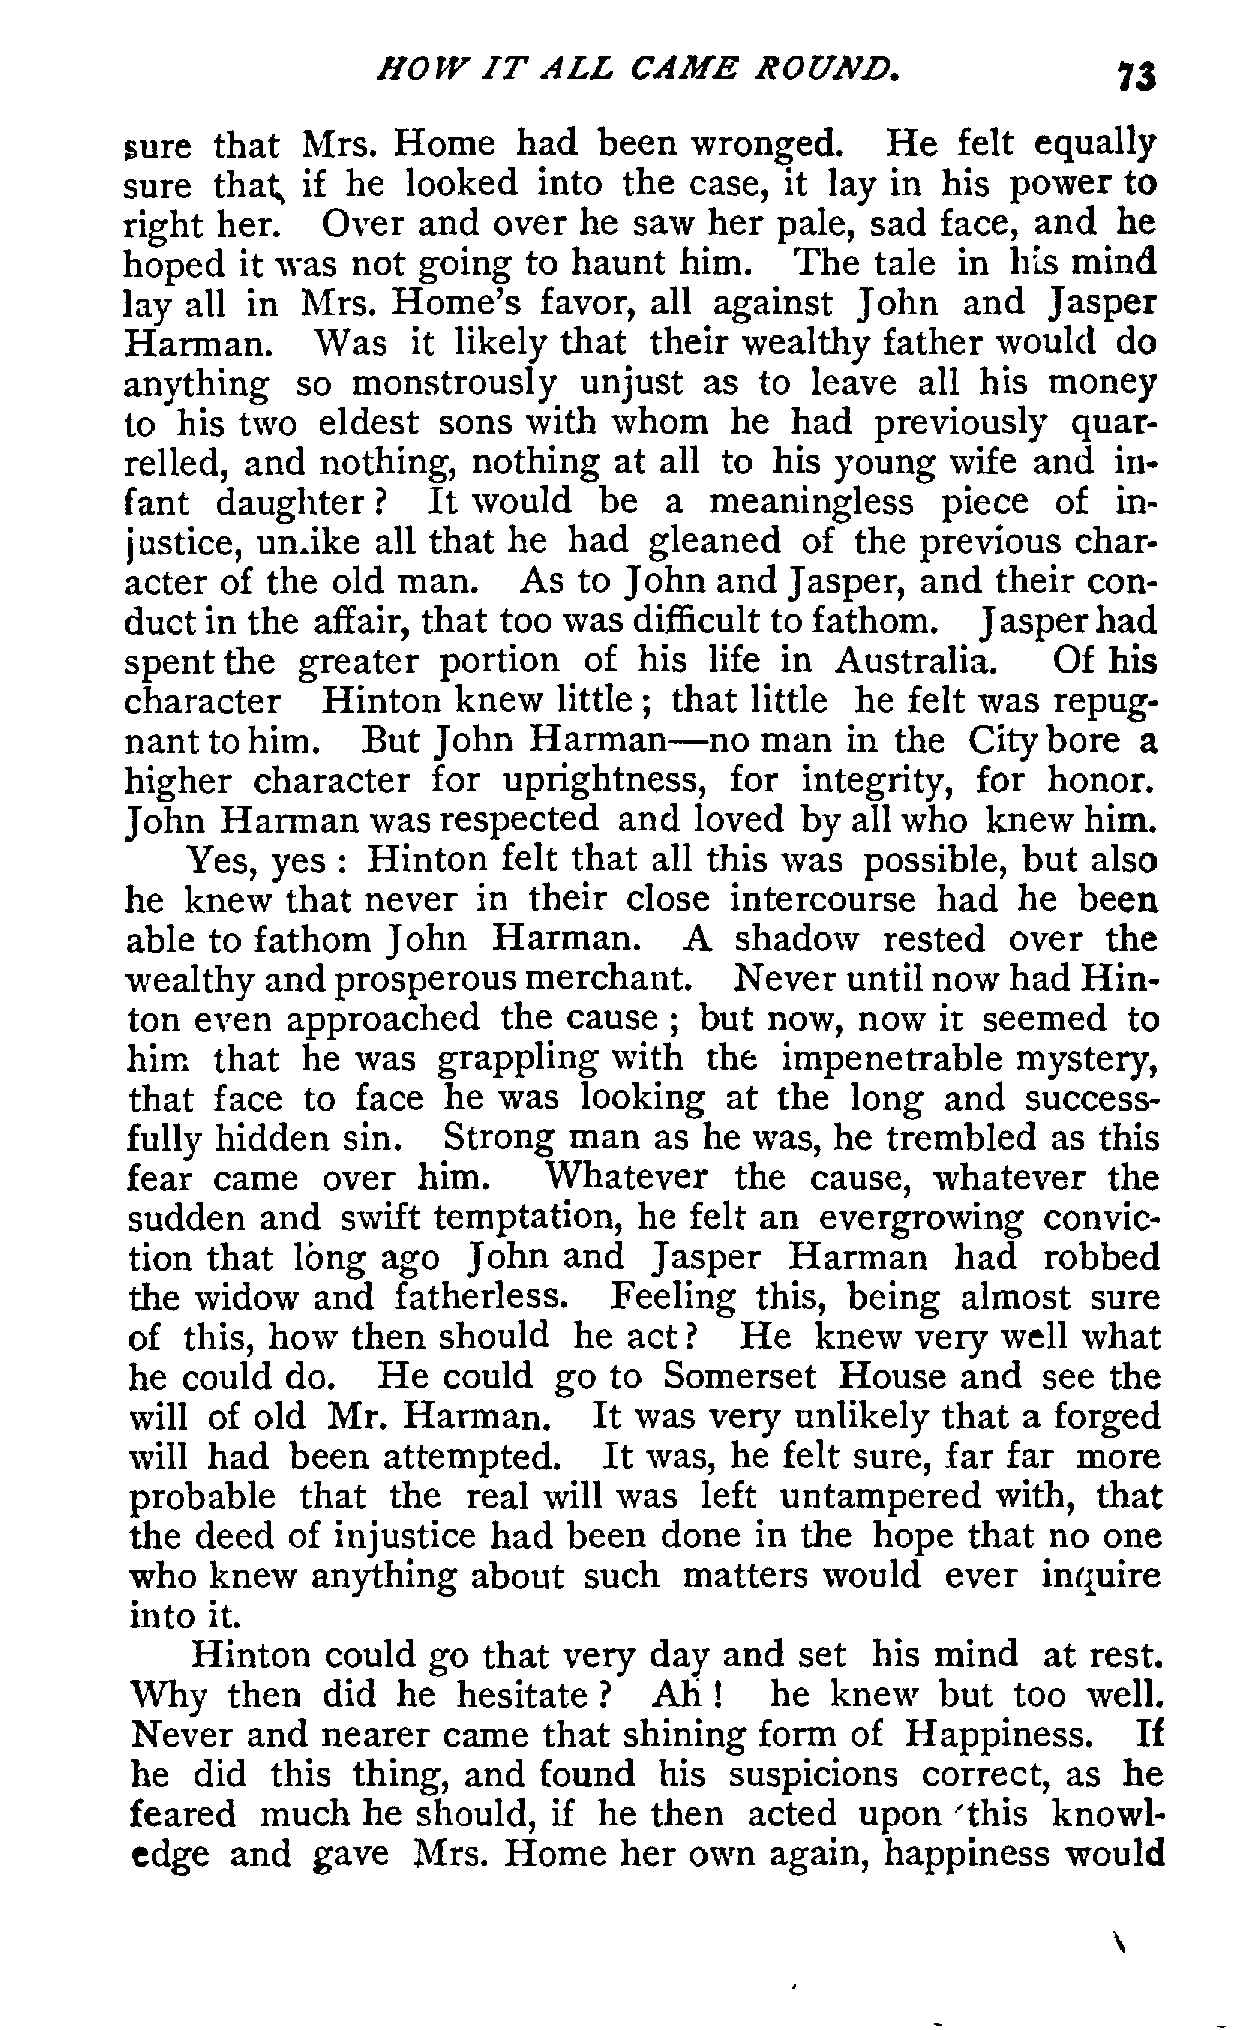 HOW IT ALL CAME ROUND. 73
sure that Mrs. Home had been wronged. He felt equally
sure that, if he looked into the case, it lay in his power to
right her. Over and over he saw her pale, sad face, and he
hoped it was not going to haunt him. The tale in his mind
lay all in Mrs. Home's favor, all against John and Jasper
Harman. Was it likely that their wealthy father would do
anything so monstrously unjust as to leave all his money
to his two eldest sons with whom he had previously quar-
relled, and nothing, nothing at all to his young wife and in-
fant daughter? It would be a meaningless piece of in-
justice, unlike all that he had gleaned of the previous char-
acter of the old man. As to John and Jasper, and their con-
duct in the affair, that too was difficult to fathom. Jasper had
spent the greater portion of his life in Australia. Of his
character Hinton knew little; that little he felt was repug-
nant to him. But John Harman—no man in the City bore a
higher character for uprightness, for integrity, for honor.
John Harman was respected and loved by all who knew him.
Yes, yes: Hinton felt that all this was possible, but also
he knew that never in their close intercourse had he been
able to fathom John Harman. A shadow rested over the
wealthy and prosperous merchant. Never until now had Hin-
ton even approached the cause; but now, now it seemed to
him that he was grappling with the impenetrable mystery,
that face to face he was looking at the long and success-
fully hidden sin. Strong man as he was, he trembled as this
fear came over him. Whatever the cause, whatever the
sudden and swift temptation, he felt an evergrowing convic-
tion that long ago John and Jasper Harman had robbed
the widow and fatherless. Feeling this, being almost sure
of this, how then should he act? He knew very well what
he could do. He could go to Somerset House and see the
will of old Mr. Harman. It was very unlikely that a forged
will had been attempted. It was, he felt sure, far far more
probable that the real will was left untampered with, that
the deed of injustice had been done in the hope that no one
who knew anything about such matters would ever inquire
into it.
Hinton could go that very day and set his mind at rest.
Why then did he hesitate? Ah! he knew but too well.
Never and nearer came that shining form of Happiness. If
he did this thing, and found his suspicions correct, as he
feared much he should, if he then acted upon this knowl-
edge and gave Mrs. Home her own again, happiness would